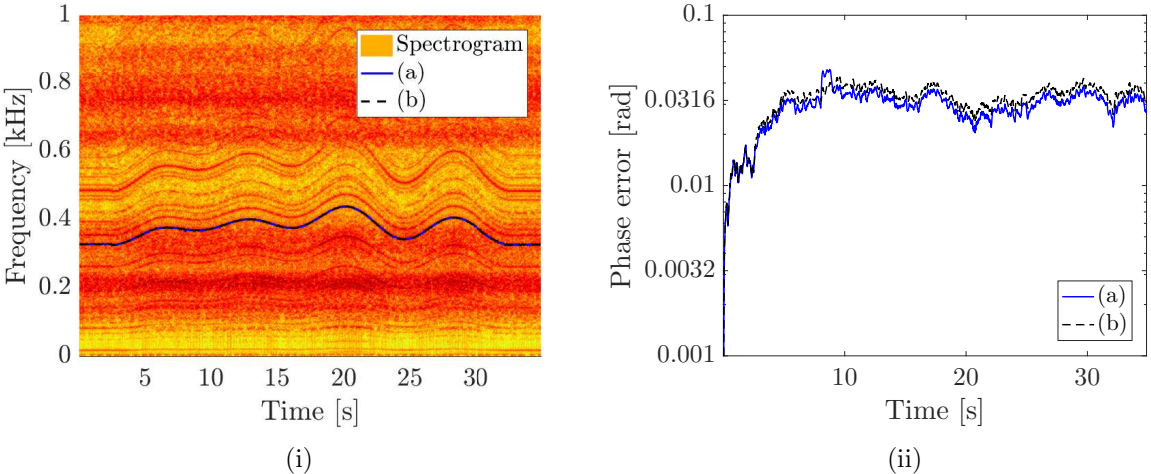 1
0.8
0.6
0.4
0.2
0
Frequency [kHz]
5 10 15 20 25 30
Time [s]
Spectrogram
(a)
(b)
(i)
0.1
0.0316
0.01
0.0032
0.001
Phase error [rad]
10 20 30
Time [s]
(a)
(b)
(ii)